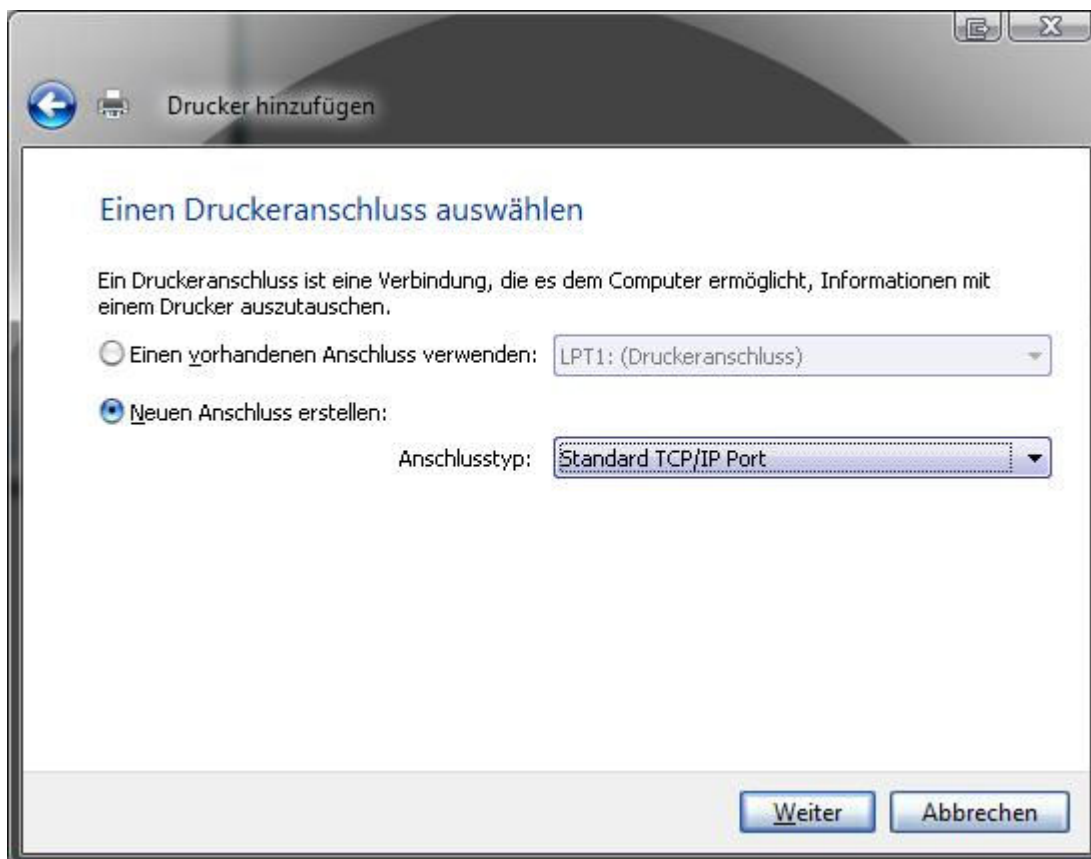 Drucker hinzufügen
Einen Druckeranschluss auswählen
Ein Druckeranschluss ist eine Verbindung, die es dem Computer ermöglicht, Informationen mit
einem Drucker auszutauschen.
Einen vorhandenen Anschluss verwenden: LPT1: (Druckeranschluss)
Neuen Anschluss erstellen:
Anschlusstyp: Standard TCP/IP Port
Weiter Abbrechen